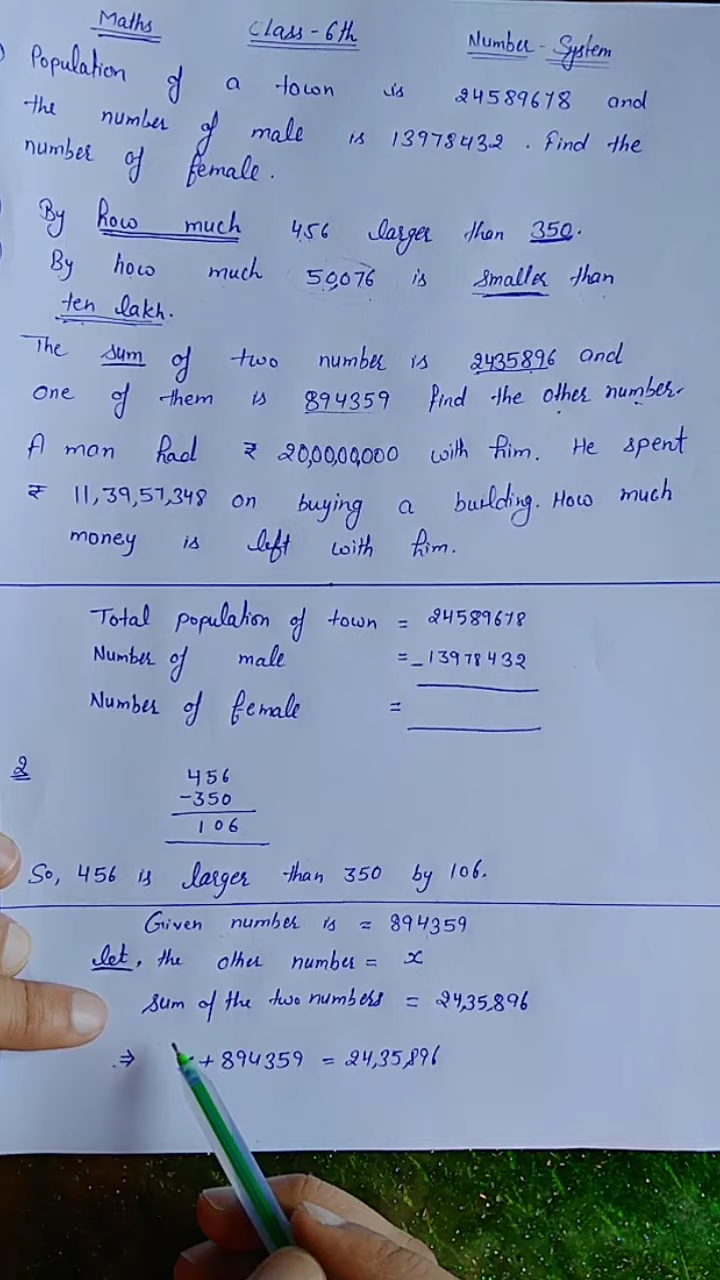 Maths Class-6th Number-System
Population of a town is 24589678 and
the number of male is 13978432. Find the
number of female.
By how much 456 larger than 350.
By how much 50,076 is smaller than
ten lakh.
The sum of two number is 2435896 and
one of them is 894359 find the other number.
A man had ₹ 20,00,00,000 with him. He spent
₹ 11,39,57,348 on buying a building. How much
money is left with him.
Total population of town = 24589678
Number of male = -13978432
Number of female =
2
456
-350
106
So, 456 is larger than 350 by 106.
Given number is = 894359
let, the other number = x
sum of the two numbers = 24,35,896
⇒ + 894359 = 24,35,896